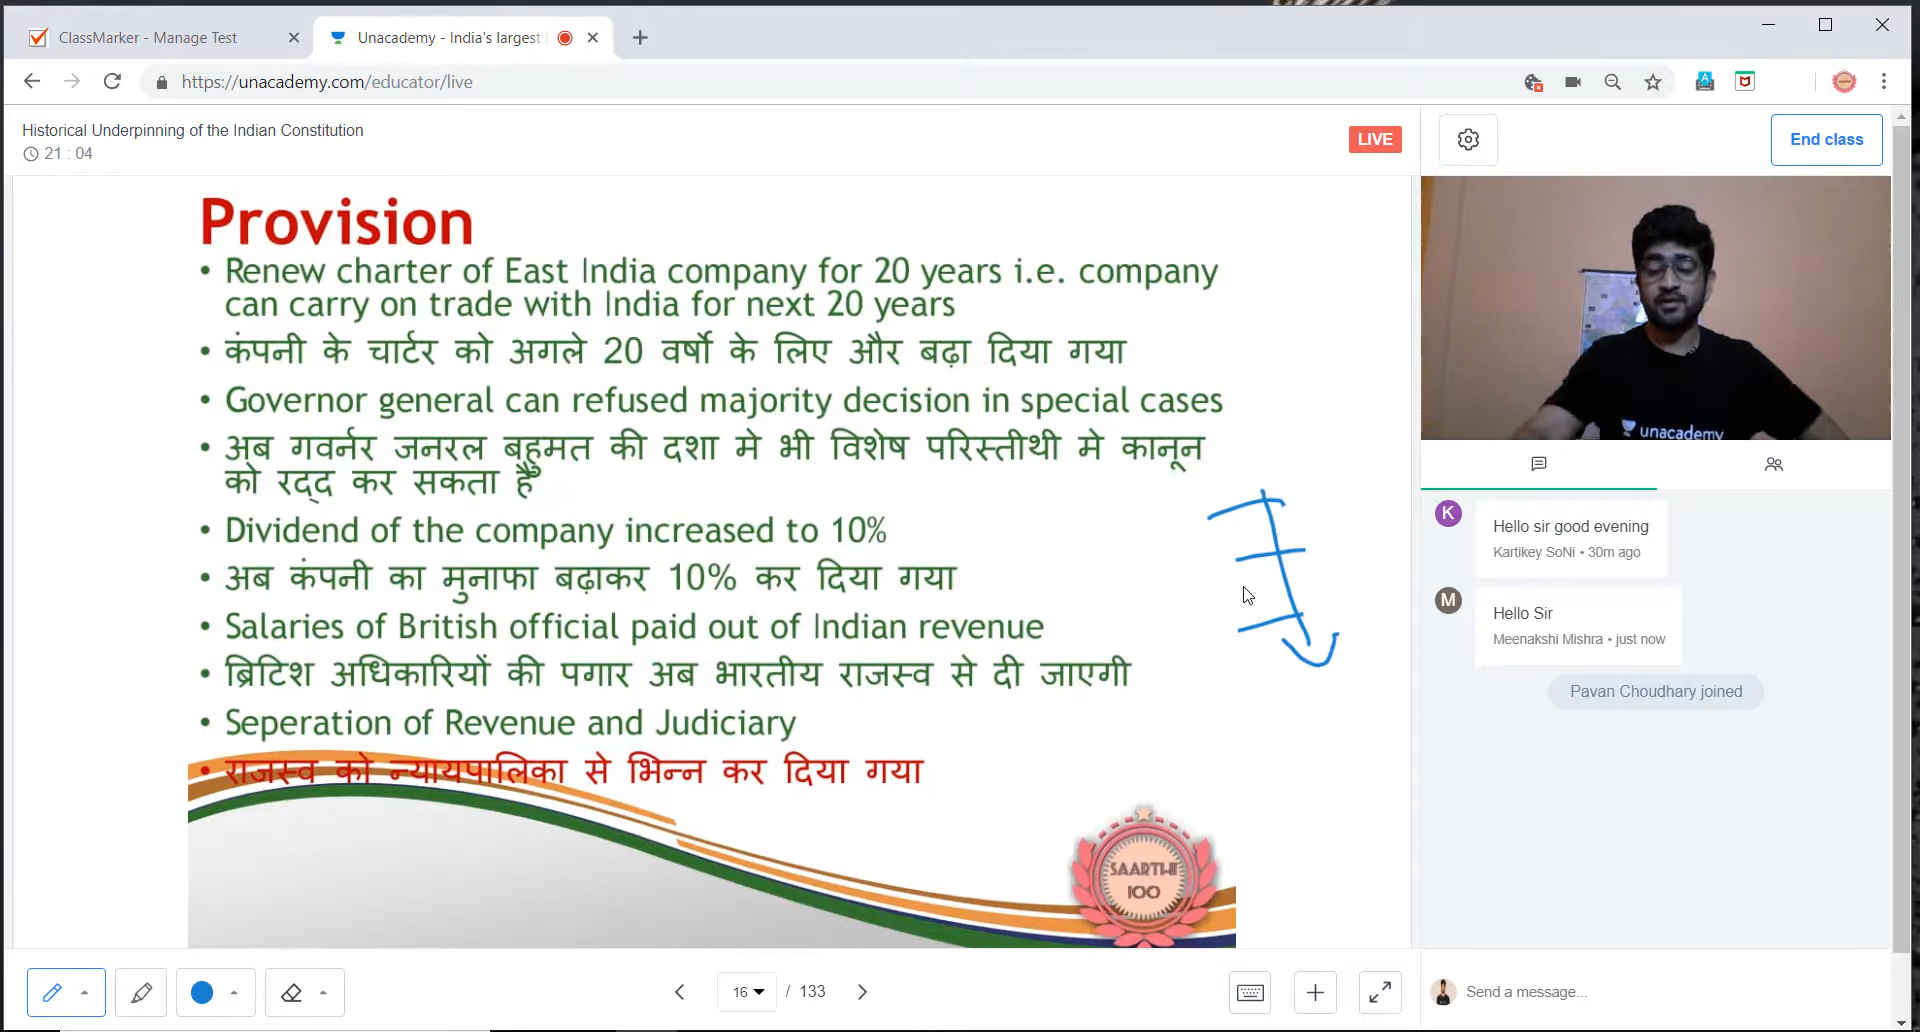 ClassMarker - Manage Test
Unacademy - India's largest
https://unacademy.com/educator/live
Historical Underpinning of the Indian Constitution
21 : 04
LIVE
End class
Provision
• Renew charter of East India company for 20 years i.e. company
can carry on trade with India for next 20 years
• कंपनी के चार्टर को अगले 20 वर्षो के लिए और बढ़ा दिया गया
• Governor general can refused majority decision in special cases
• अब गवर्नर जनरल बहुमत की दशा मे भी विशेष परिस्तीथी मे कानून
को रद्द कर सकता है
• Dividend of the company increased to 10%
• अब कंपनी का मुनाफा बढ़ाकर 10% कर दिया गया
• Salaries of British official paid out of Indian revenue
• ब्रिटिश अधिकारियों की पगार अब भारतीय राजस्व से दी जाएगी
• Seperation of Revenue and Judiciary
• राजस्व को न्यायपालिका से भिन्न कर दिया गया
SAARTHI
100
unacademy
K
Hello sir good evening
Kartikey SoNi • 30m ago
M
Hello Sir
Meenakshi Mishra • just now
Pavan Choudhary joined
16 / 133
Send a message...